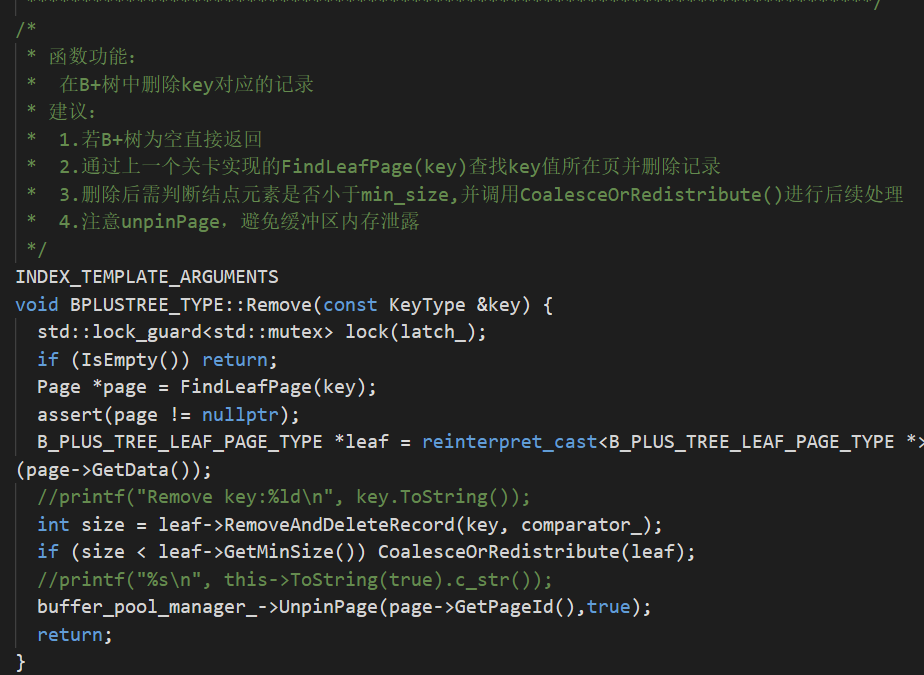 *******************************************************************************/
/*
 * 函数功能：
 *  在B+树中删除key对应的记录
 * 建议：
 *  1.若B+树为空直接返回
 *  2.通过上一个关卡实现的FindLeafPage(key)查找key值所在页并删除记录
 *  3.删除后需判断结点元素是否小于min_size,并调用CoalesceOrRedistribute()进行后续处理
 *  4.注意unpinPage，避免缓冲区内存泄露
 */
INDEX_TEMPLATE_ARGUMENTS
void BPLUSTREE_TYPE::Remove(const KeyType &key) {
  std::lock_guard<std::mutex> lock(latch_);
  if (IsEmpty()) return;
  Page *page = FindLeafPage(key);
  assert(page != nullptr);
  B_PLUS_TREE_LEAF_PAGE_TYPE *leaf = reinterpret_cast<B_PLUS_TREE_LEAF_PAGE_TYPE *>
(page->GetData());
  //printf("Remove key:%ld\n", key.ToString());
  int size = leaf->RemoveAndDeleteRecord(key, comparator_);
  if (size < leaf->GetMinSize()) CoalesceOrRedistribute(leaf);
  //printf("%s\n", this->ToString(true).c_str());
  buffer_pool_manager_->UnpinPage(page->GetPageId(),true);
  return;
}